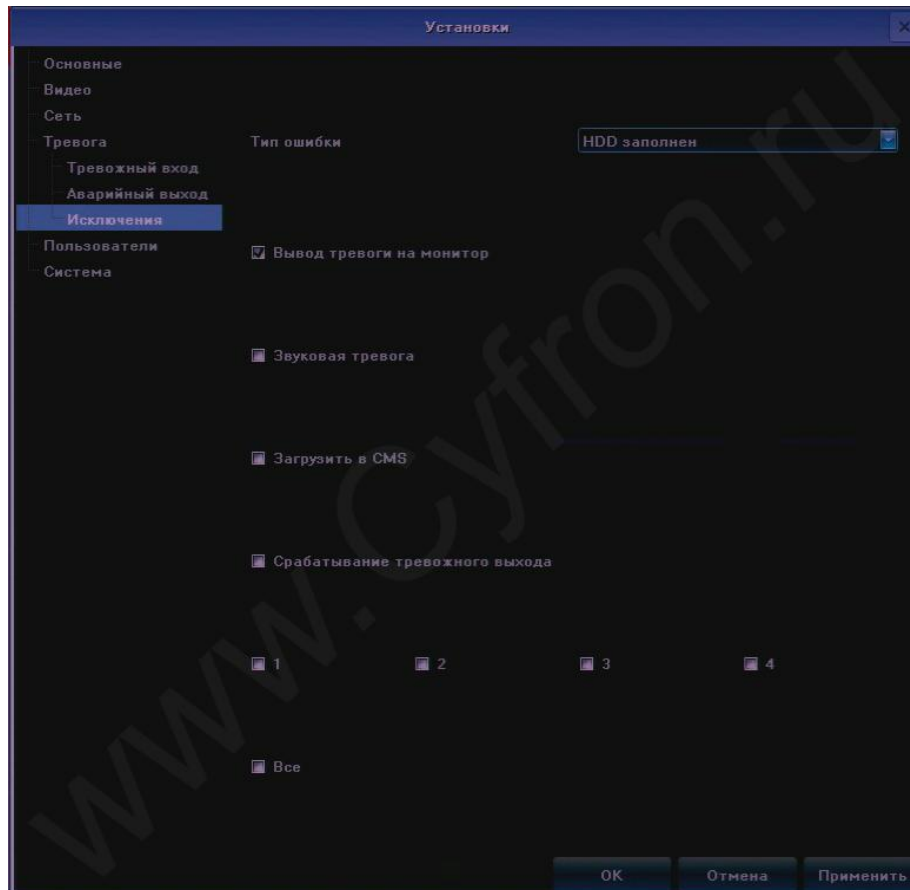 Установки
Основные
Видео
Сеть
Тревога
Тревожный вход
Аварийный выход
Исключения
Пользователи
Система
Тип ошибки HDD заполнен
Вывод тревоги на монитор
Звуковая тревога
Загрузить в CMS
Срабатывание тревожного выхода
1 2 3 4
Все
ОК Отмена Применить
www.Cyfron.ru